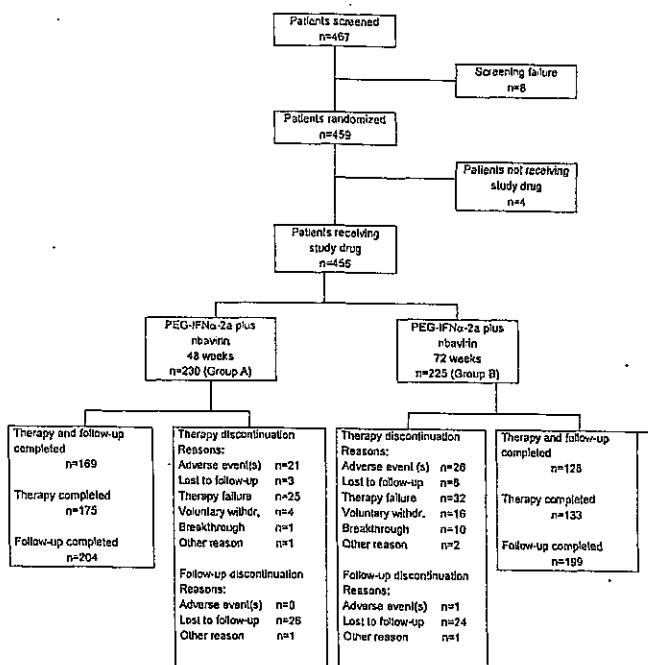 Patients screened
n=467
Screening failure
n=8
Patients randomized
n=459
Patients not receiving
study drug
n=4
Patients receiving
study drug
n=455
PEG-IFNα-2a plus
ribavirin
48 weeks
n=230 (Group A)
PEG-IFNα-2a plus
ribavirin
72 weeks
n=225 (Group B)
Therapy and follow-up
completed
n=169
Therapy completed
n=175
Follow-up completed
n=204
Therapy discontinuation
Reasons:
Adverse event(s) n=21
Lost to follow-up n=3
Therapy failure n=25
Voluntary withdr. n=4
Breakthrough n=1
Other reason n=1
Follow-up discontinuation
Reasons:
Adverse event(s) n=0
Lost to follow-up
Other reason n=1
Therapy discontinuation
Reasons:
Adverse event (s) n=26
Lost to follow-up n=6
Therapy failure n=32
Voluntary withdr. n=16
Breakthrough n=10
Other reason n=2
Follow-up discontinuation
Reasons:
Adverse event(s) n=1
Lost to follow-up n=24
Other reason n=1
Therapy and follow-up
completed
Therapy completed
n=133
Follow-up completed
n=199